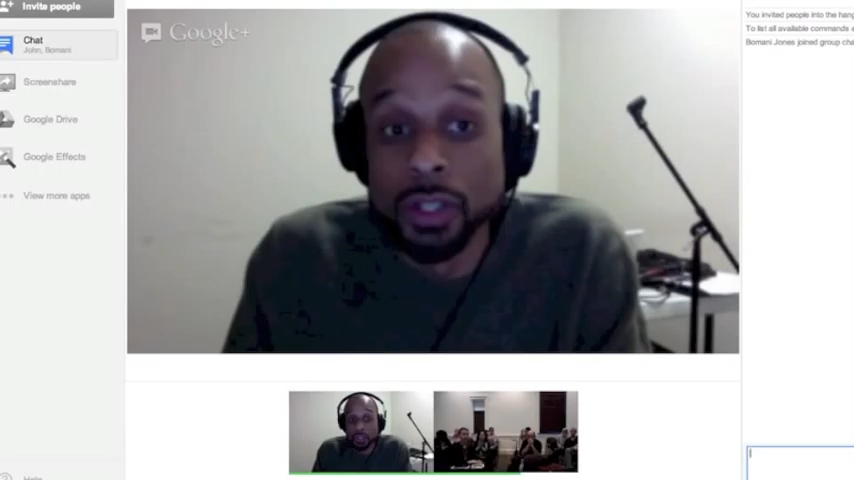 Invite people
Chat
John, Bomani
Screenshare
Google Drive
Google Effects
View more apps
Help
Google+
You invited people into the hang
To list all available commands e
Bomani Jones joined group cha